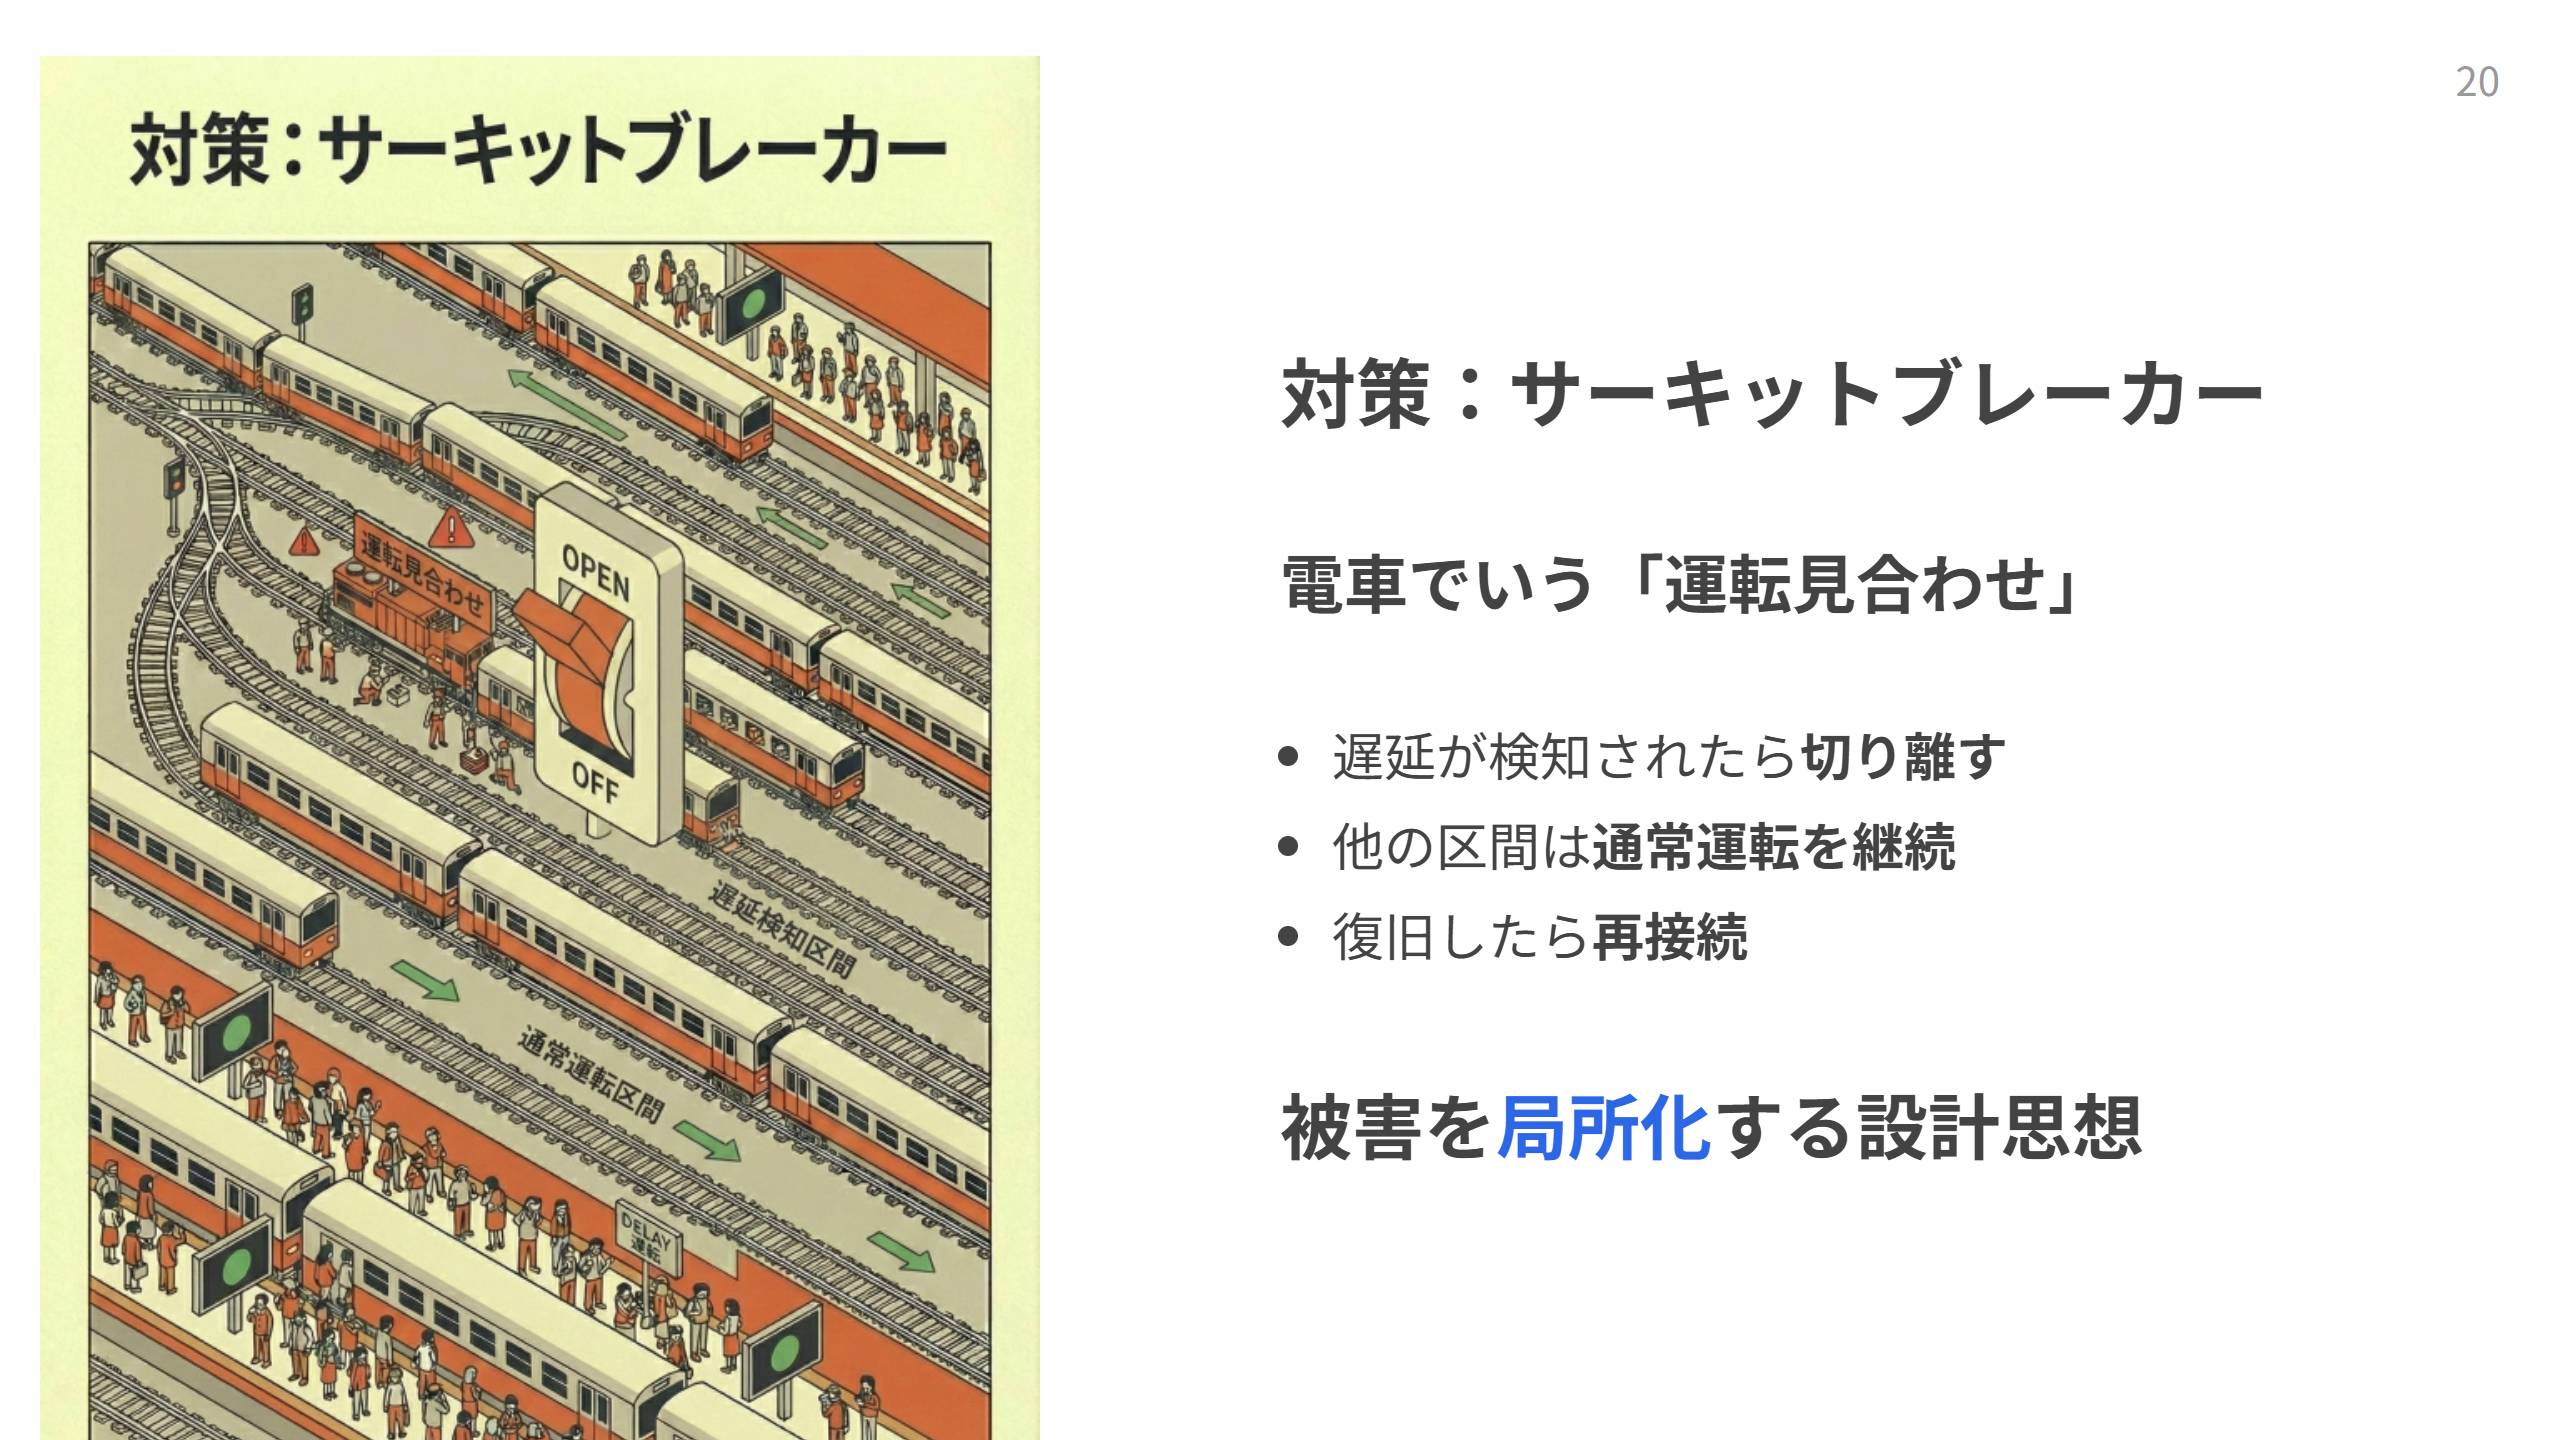 20
対策：サーキットブレーカー
運転見合わせ
OPEN
OFF
遅延検知区間
通常運転区間
DELAY
運転
対策：サーキットブレーカー
電車でいう「運転見合わせ」
• 遅延が検知されたら切り離す
• 他の区間は通常運転を継続
• 復旧したら再接続
被害を局所化する設計思想